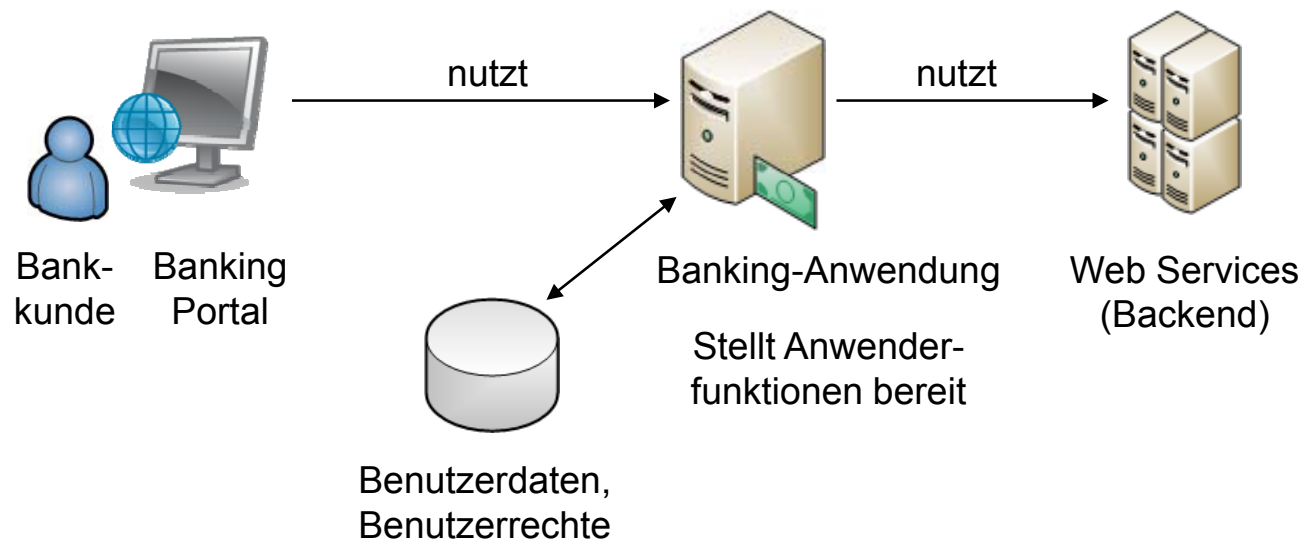 nutzt
nutzt
Bank-
kunde
Banking
Portal
Banking-Anwendung
Stellt Anwender-
funktionen bereit
Web Services
(Backend)
Benutzerdaten,
Benutzerrechte